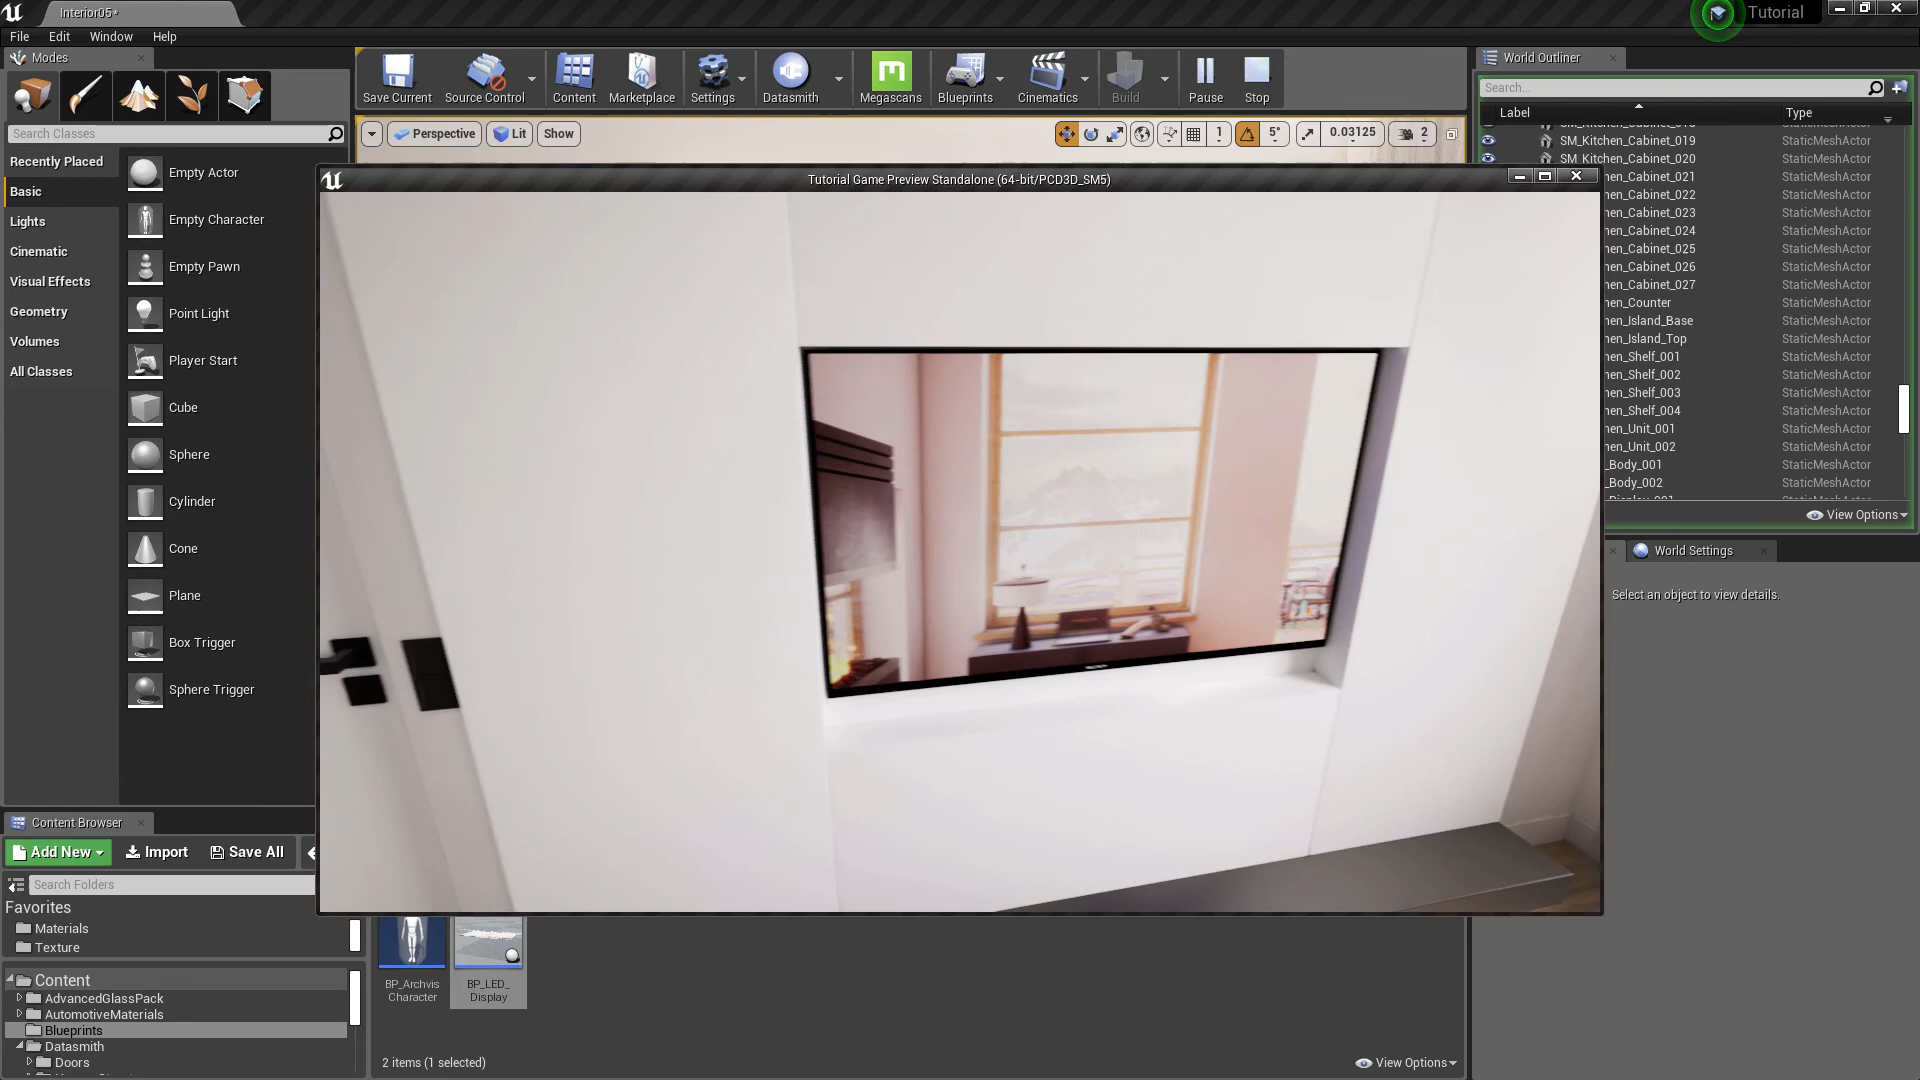 Interior05*
Tutorial
File Edit Window Help
Modes
Search Classes
Recently Placed
Basic
Lights
Cinematic
Visual Effects
Geometry
Volumes
All Classes
Empty Actor
Empty Character
Empty Pawn
Point Light
Player Start
Cube
Sphere
Cylinder
Cone
Plane
Box Trigger
Sphere Trigger
Save Current
Source Control
Content
Marketplace
Settings
Datasmith
Megascans
Blueprints
Cinematics
Build
Pause
Stop
Perspective
Lit
Show
1
5°
0.03125
2
Tutorial Game Preview Standalone (64-bit/PCD3D_SM5)
World Outliner
Search...
Label Type
SM_Kitchen_Cabinet_019 StaticMeshActor
SM_Kitchen_Cabinet_020 StaticMeshActor
hen_Cabinet_021 StaticMeshActor
hen_Cabinet_022 StaticMeshActor
hen_Cabinet_023 StaticMeshActor
hen_Cabinet_024 StaticMeshActor
hen_Cabinet_025 StaticMeshActor
hen_Cabinet_026 StaticMeshActor
hen_Cabinet_027 StaticMeshActor
hen_Counter StaticMeshActor
hen_Island_Base StaticMeshActor
hen_Island_Top StaticMeshActor
hen_Shelf_001 StaticMeshActor
hen_Shelf_002 StaticMeshActor
hen_Shelf_003 StaticMeshActor
hen_Shelf_004 StaticMeshActor
hen_Unit_001 StaticMeshActor
hen_Unit_002 StaticMeshActor
_Body_001 StaticMeshActor
_Body_002 StaticMeshActor
View Options
World Settings
Select an object to view details.
Content Browser
Add New
Import
Save All
Search Folders
Favorites
Materials
Texture
Content
AdvancedGlassPack
AutomotiveMaterials
Blueprints
Datasmith
Doors
BP_Archvis
Character
BP_LED_
Display
2 items (1 selected)
View Options